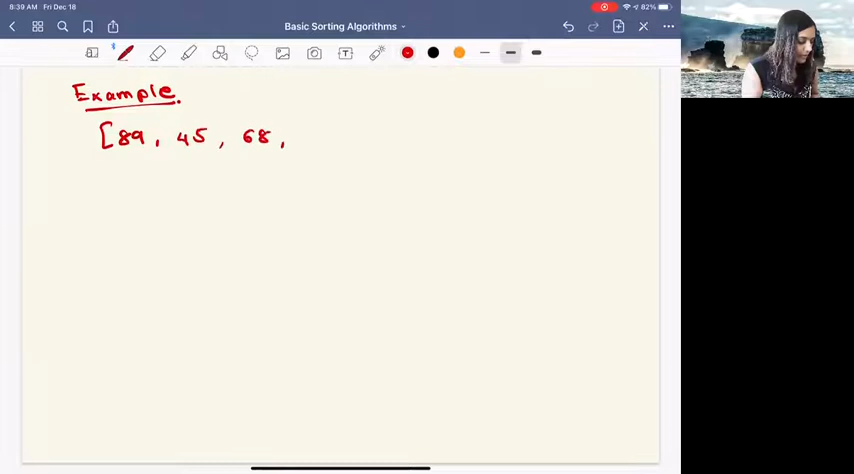 8:39 AM Fri Dec 18
82%
Basic Sorting Algorithms
Example.
[89, 45, 68,